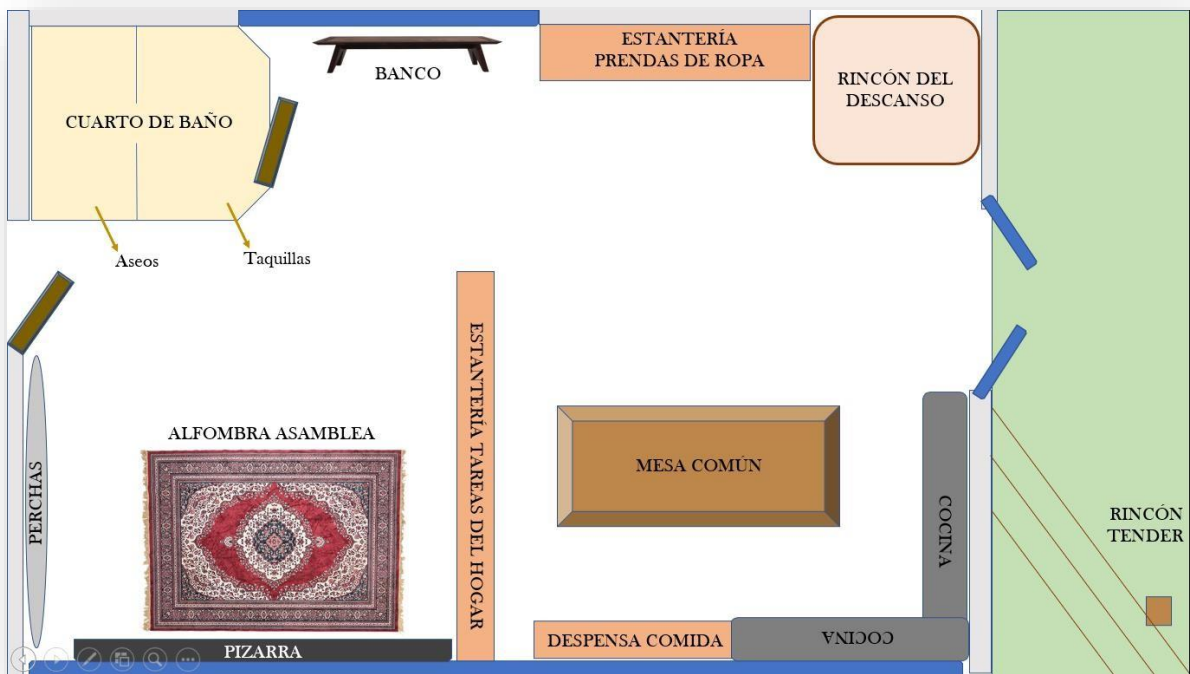 ESTANTERÍA
PRENDAS DE ROPA
BANCO
RINCÓN DEL
DESCANSO
CUARTO DE BAÑO
Aseos
Taquillas
ESTANTERÍA TAREAS DEL HOGAR
ALFOMBRA ASAMBLEA
MESA COMÚN
PERCHAS
COCINA
RINCÓN
TENDER
PIZARRA
DESPENSA COMIDA
COCINA